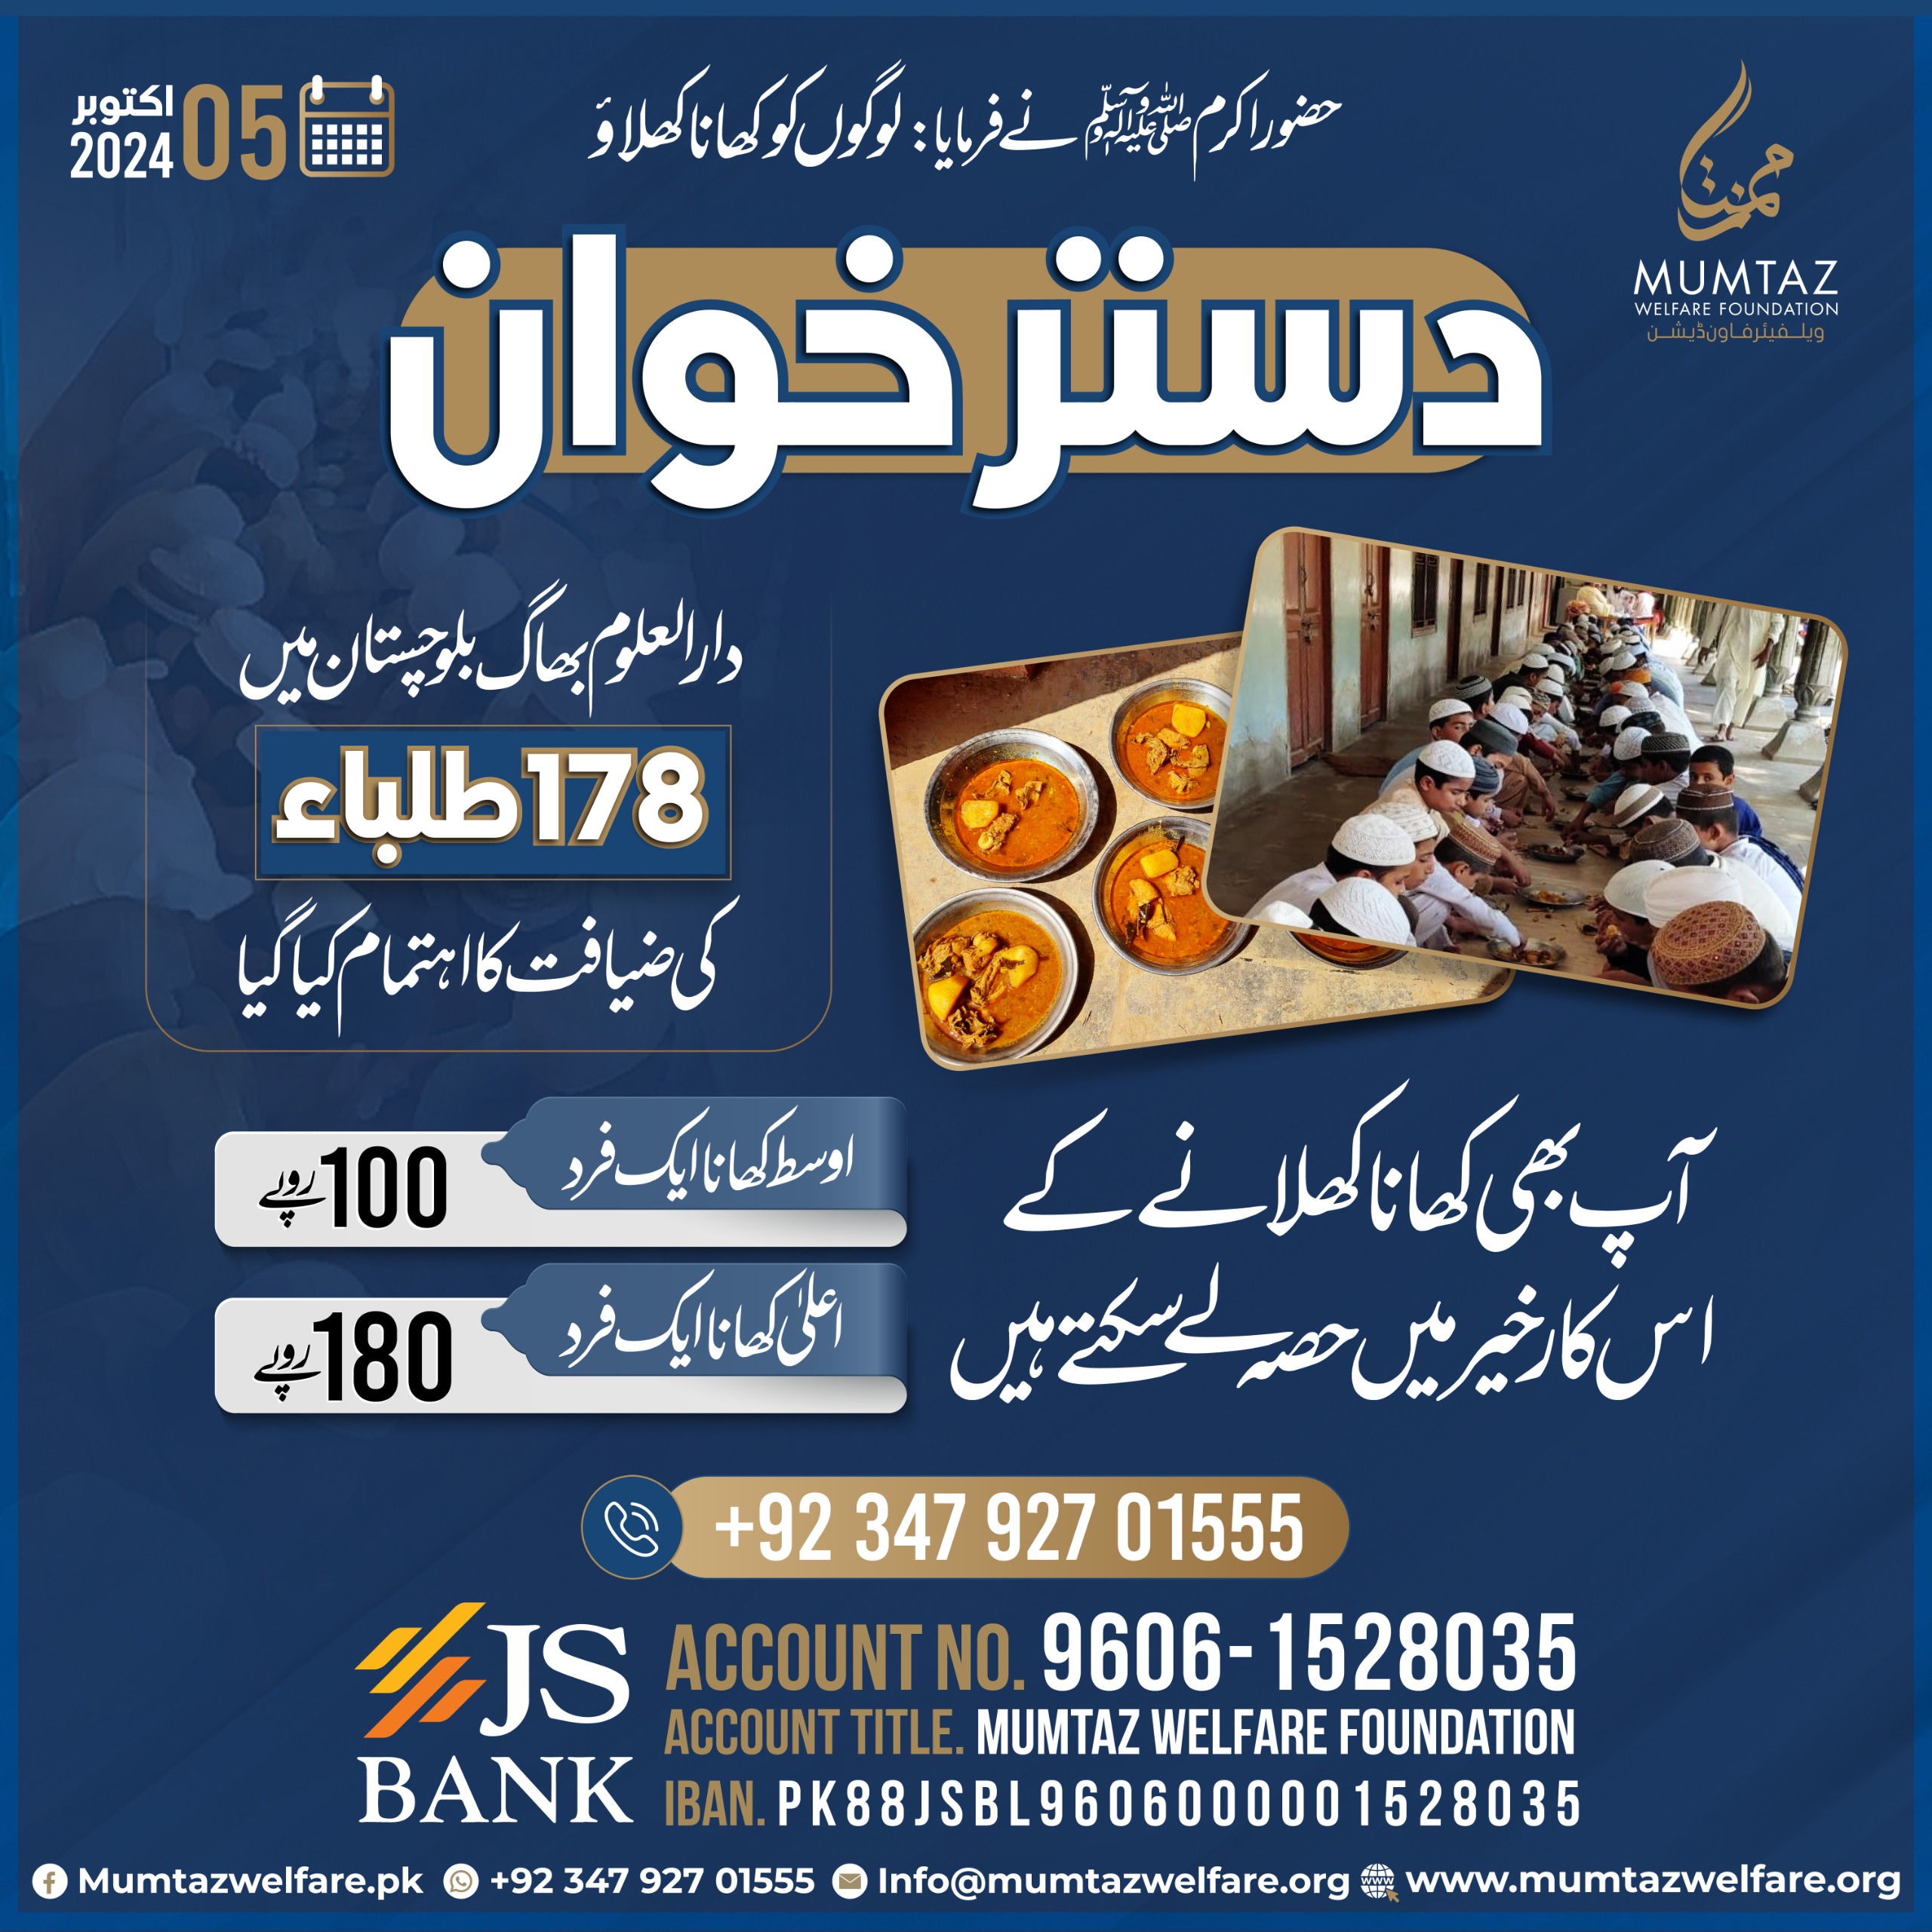 05 اکتوبر
2024
حضور اکرم ﷺ نے فرمایا: لوگوں کو کھانا کھلاؤ
ممتاز
MUMTAZ
WELFARE FOUNDATION
ویلفیئر فاونڈیشن
دسترخوان
دارالعلوم بھاگ بلوچستان میں
178 طلباء
کی ضیافت کا اہتمام کیا گیا
آپ بھی کھانا کھلانے کے
اس کار خیر میں حصہ لے سکتے ہیں
اوسط کھانا ایک فرد 100 روپے
اعلیٰ کھانا ایک فرد 180 روپے
+92 347 927 01555
JS
BANK
ACCOUNT NO. 9606-1528035
ACCOUNT TITLE. MUMTAZ WELFARE FOUNDATION
IBAN. PK88JSBL9606000001528035
Mumtazwelfare.pk +92 347 927 01555 Info@mumtazwelfare.org www.mumtazwelfare.org